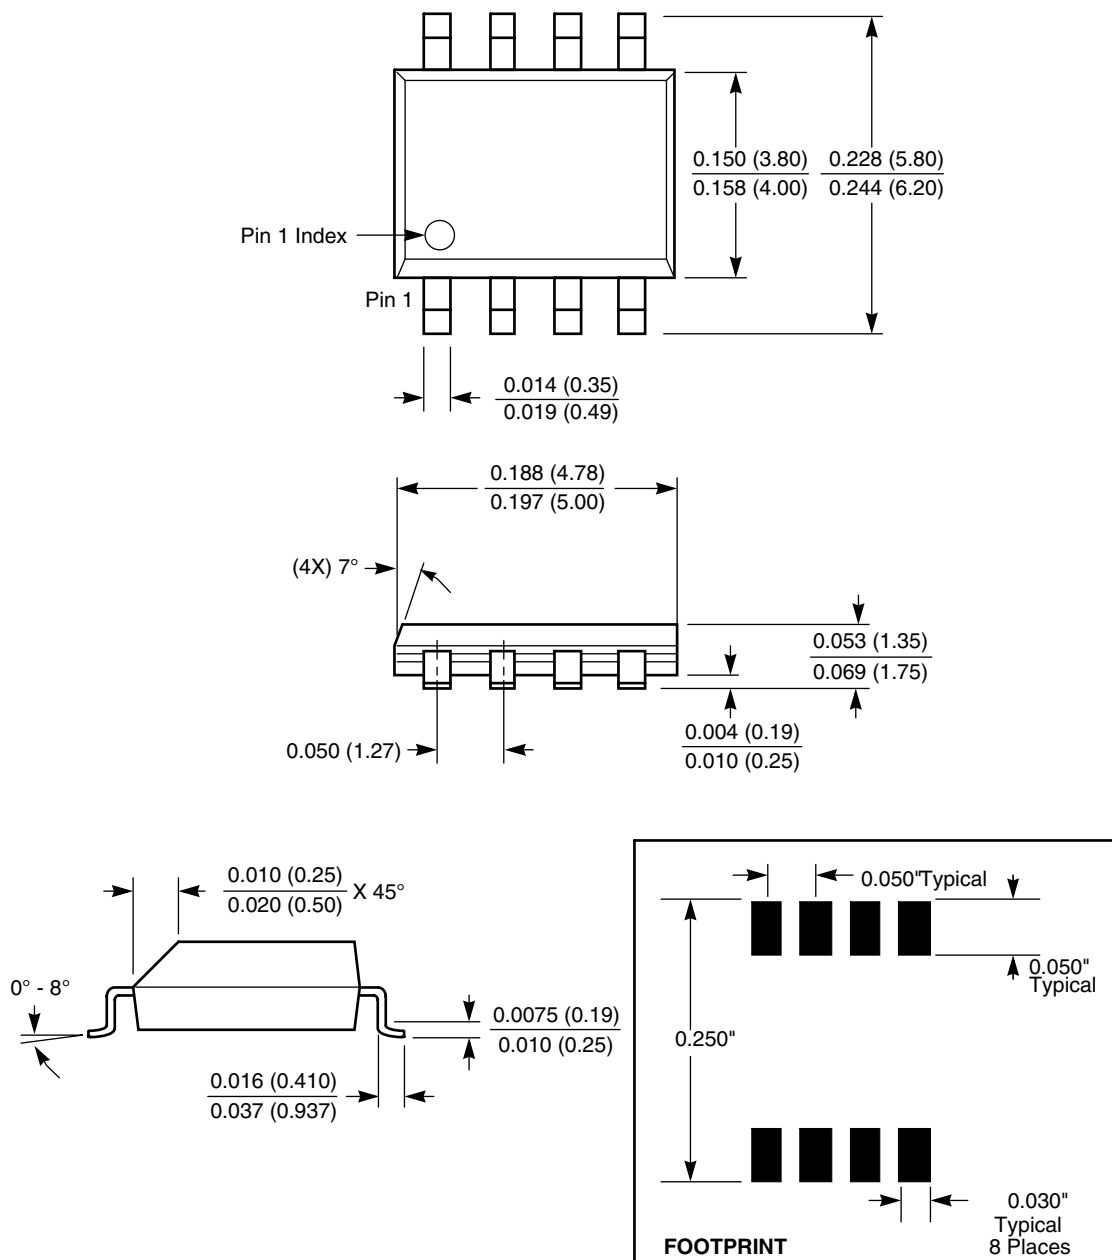 0.150 (3.80)
0.158 (4.00)
0.228 (5.80)
0.244 (6.20)
Pin 1 Index
Pin 1
0.014 (0.35)
0.019 (0.49)
0.188 (4.78)
0.197 (5.00)
(4X) 7°
0.053 (1.35)
0.069 (1.75)
0.004 (0.19)
0.010 (0.25)
0.050 (1.27)
0.010 (0.25)
0.020 (0.50)
X 45°
0° - 8°
0.0075 (0.19)
0.010 (0.25)
0.016 (0.410)
0.037 (0.937)
0.050"Typical
0.050"
Typical
0.250"
0.030"
Typical
8 Places
FOOTPRINT